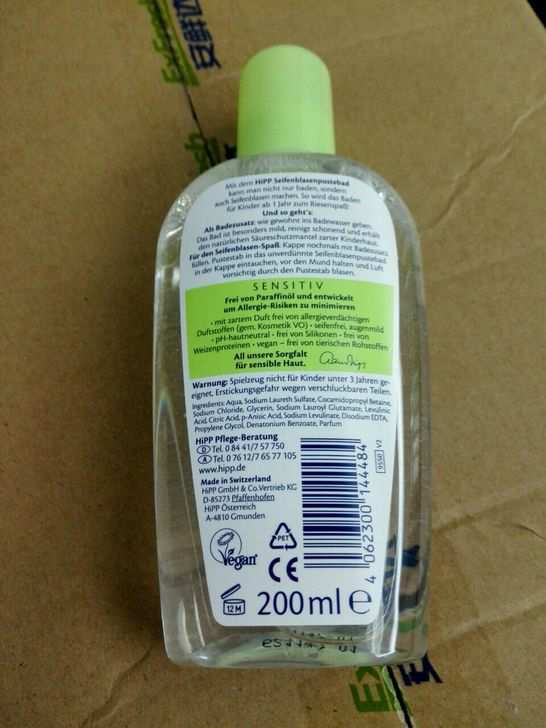 Exfresh
安鲜达
Mit dem HiPP Seifenblasenpustebad
kann man nicht nur baden, sondern
auch Seifenblasen machen. So wird das Baden
für Kinder ab 1 Jahr zum Riesenspaß!
Und so geht's:
Als Badezusatz: wie gewohnt ins Badewasser geben.
Das Bad ist besonders mild, reinigt schonend und erhält
den natürlichen Säureschutzmantel zarter Kinderhaut.
Für den Seifenblasen-Spaß: Kappe nochmals mit Badezusatz
füllen. Pustestab in das unverdünnte Seifenblasenpustebad
in der Kappe eintauchen, vor den Mund halten und Luft
vorsichtig durch den Pustestab blasen.
SENSITIV
Frei von Paraffinöl und entwickelt
um Allergie-Risiken zu minimieren
• mit zartem Duft frei von allergieverdächtigen
Duftstoffen (gem. Kosmetik VO) • seifenfrei, augenmild
• pH-hautneutral • frei von Silikonen • frei von
Weizenproteinen • vegan – frei von tierischen Rohstoffen
All unsere Sorgfalt
für sensible Haut.
Warnung: Spielzeug nicht für Kinder unter 3 Jahren ge-
eignet, Erstickungsgefahr wegen verschluckbaren Teilen.
Ingredients: Aqua, Sodium Laureth Sulfate, Cocamidopropyl Betaine,
Sodium Chloride, Glycerin, Sodium Lauroyl Glutamate, Levulinic
Acid, Citric Acid, p-Anisic Acid, Sodium Levulinate, Disodium EDTA,
Propylene Glycol, Denatonium Benzoate, Parfum
HiPP Pflege-Beratung
D Tel. 0 84 41/7 57 750
A Tel. 0 76 12/7 65 77 105
www.hipp.de
Made in Switzerland
HiPP GmbH & Co. Vertrieb KG
D-85273 Pfaffenhofen
HiPP Österreich
A-4810 Gmunden
9550 V2
4 062300 144484
Vegan
PET
CE
12 M
200 ml e